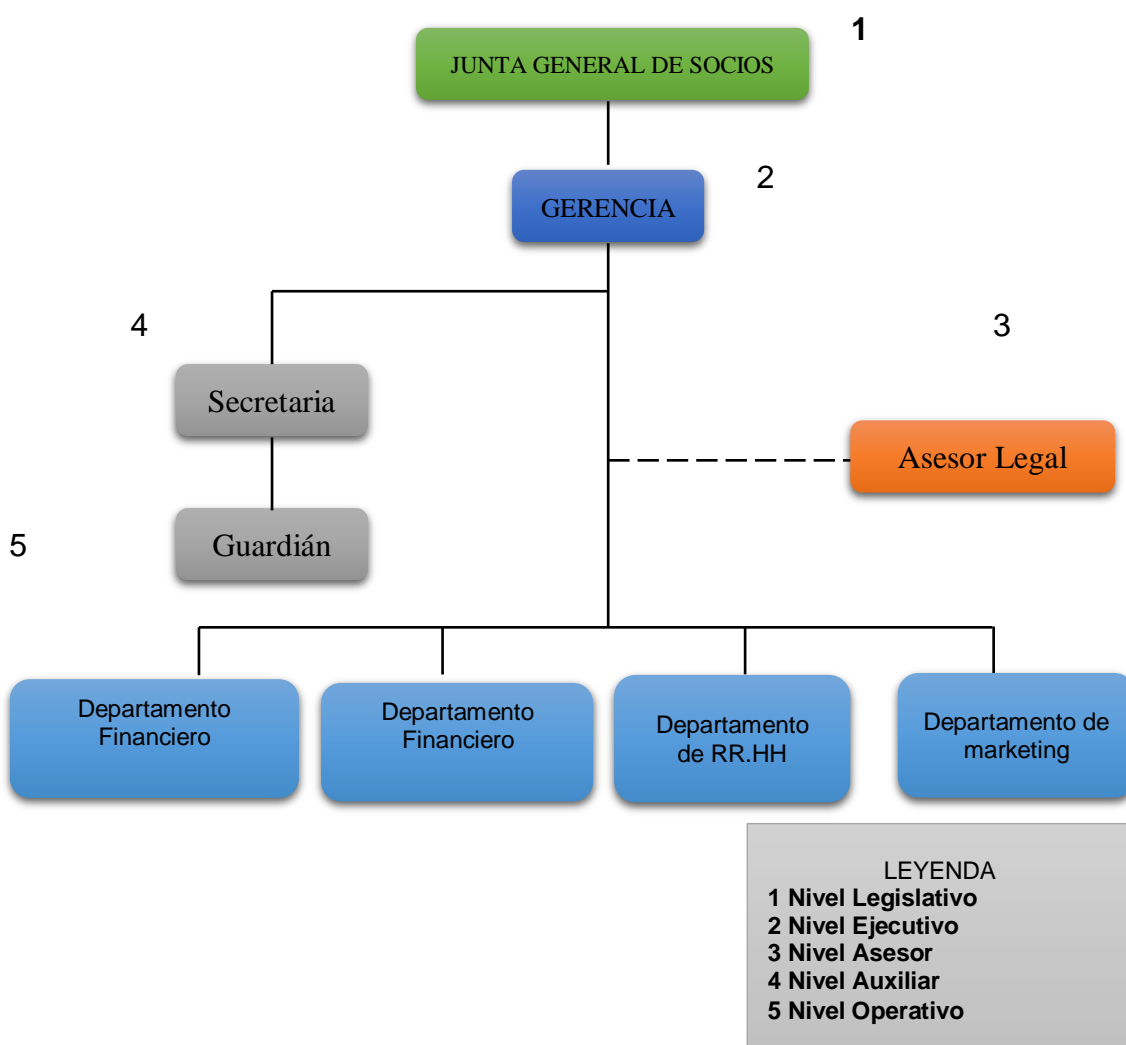 1
JUNTA GENERAL DE SOCIOS
2
GERENCIA
4
3
Secretaria
Asesor Legal
5
Guardián
Departamento
Financiero
Departamento
Financiero
Departamento
de RR.HH
Departamento de
marketing
LEYENDA
1 Nivel Legislativo
2 Nivel Ejecutivo
3 Nivel Asesor
4 Nivel Auxiliar
5 Nivel Operativo